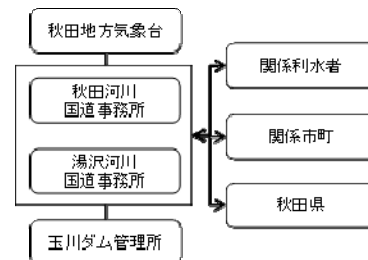 秋田地方気象台
秋田河川
国道事務所
湯沢河川
国道事務所
玉川ダム管理所
関係利水者
関係市町
秋田県